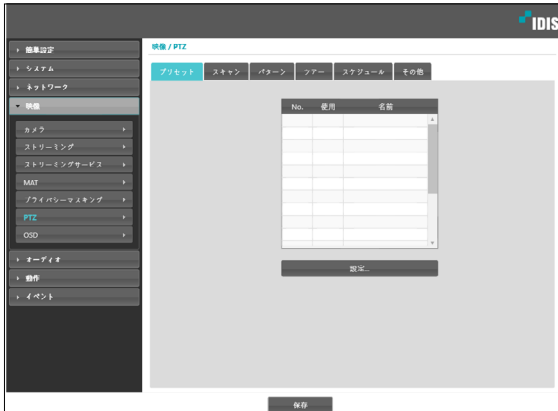 IDIS
映像 / PTZ
簡単設定
システム
ネットワーク
映像
カメラ
ストリーミング
ストリーミングサービス
MAT
プライバシーマスキング
PTZ
OSD
オーディオ
動作
イベント
プリセット スキャン パターン ツアー スケジュール その他
No. 使用 名前
設定...
保存